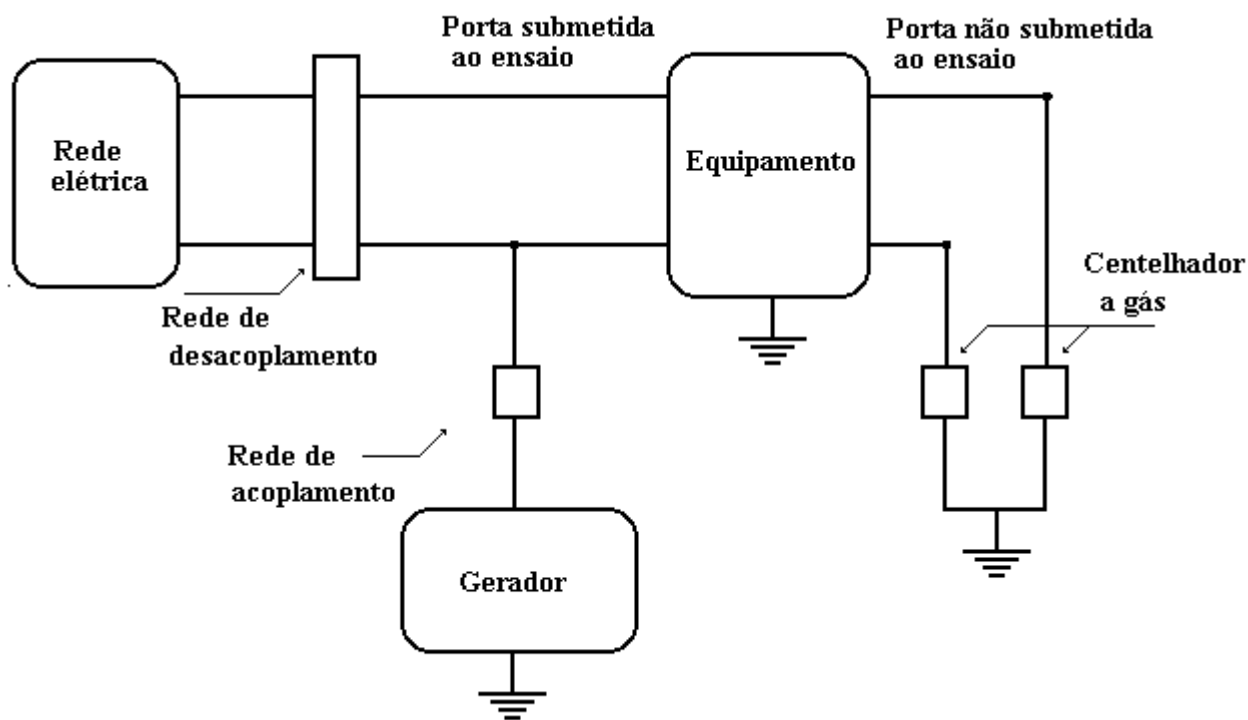 Porta submetida
ao ensaio
Porta não submetida
ao ensaio
Rede
elétrica
Equipamento
Centelhador
a gás
Rede de
desacoplamento
Rede de
acoplamento
Gerador